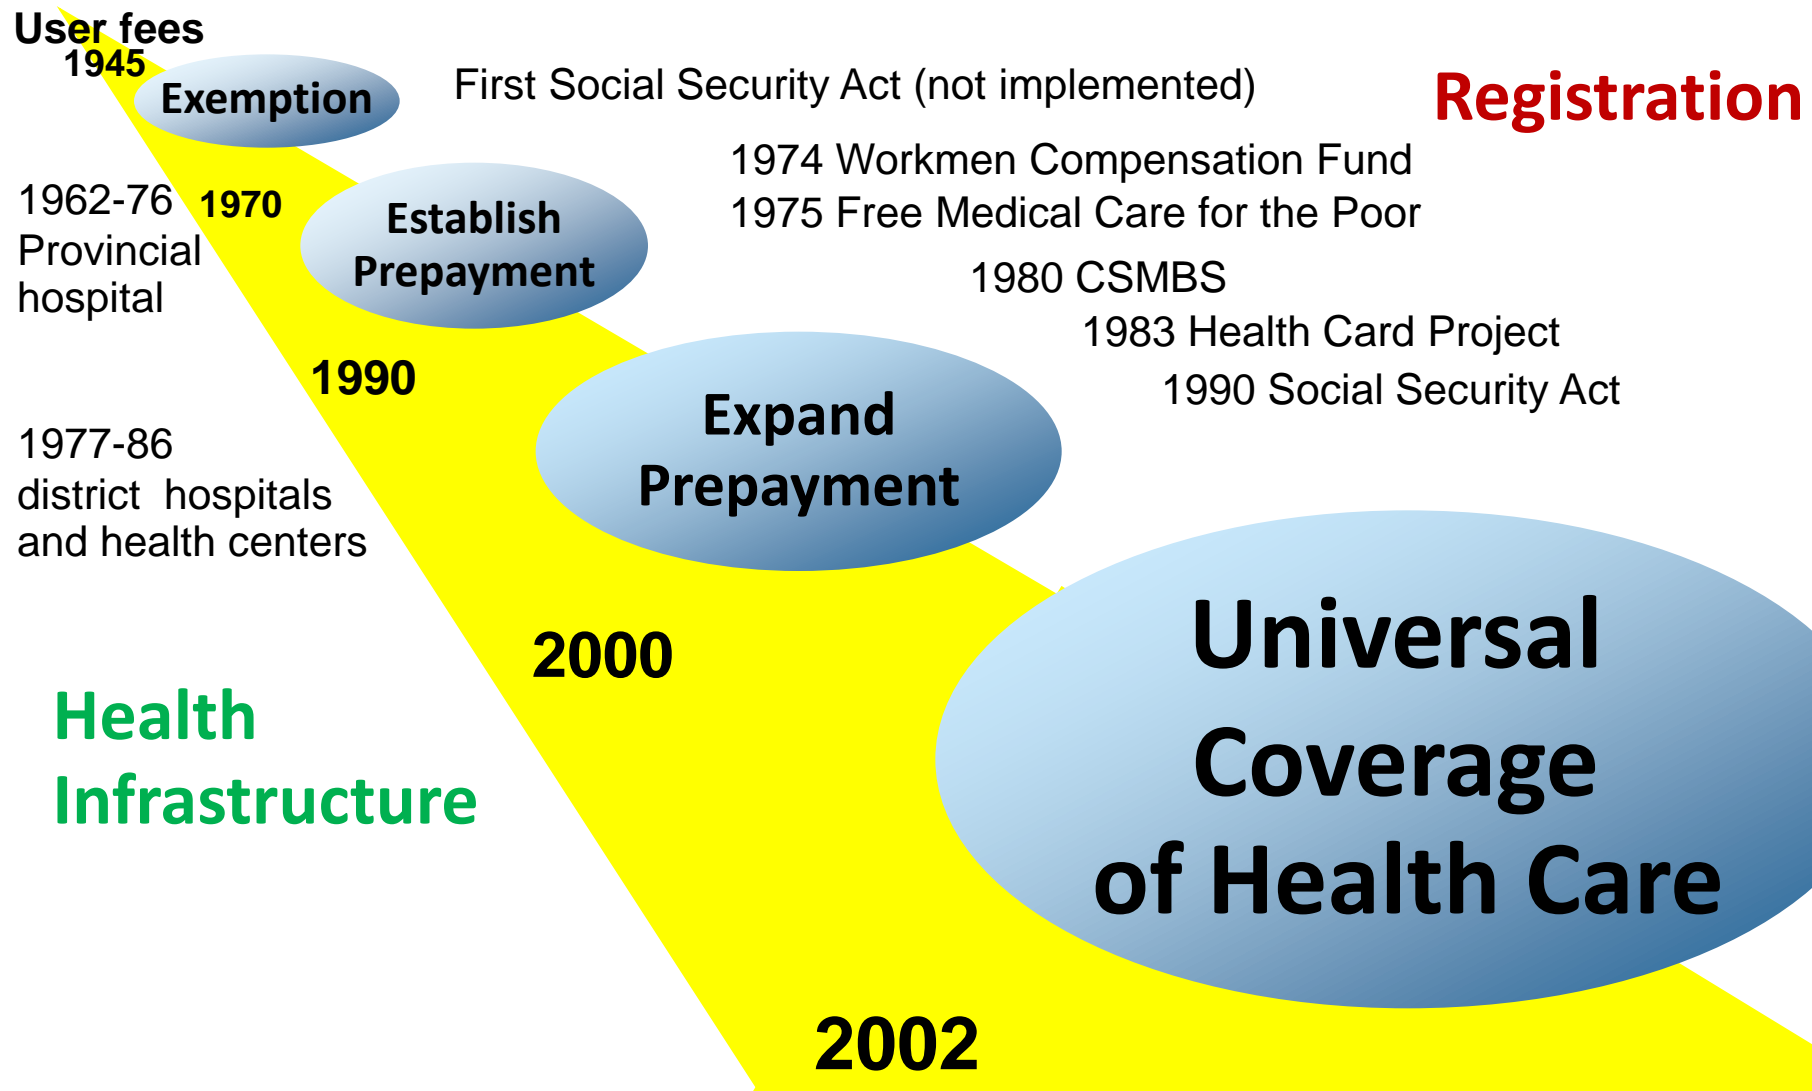 User fees
1945
Exemption
First Social Security Act (not implemented)
Registration
1974 Workmen Compensation Fund
1975 Free Medical Care for the Poor
1962-76
Provincial
hospital
1970
Establish
Prepayment
1980 CSMBS
1983 Health Card Project
1990 Social Security Act
1990
Expand
Prepayment
1977-86
district hospitals
and health centers
2000
Health
Infrastructure
Universal
Coverage
of Health Care
2002